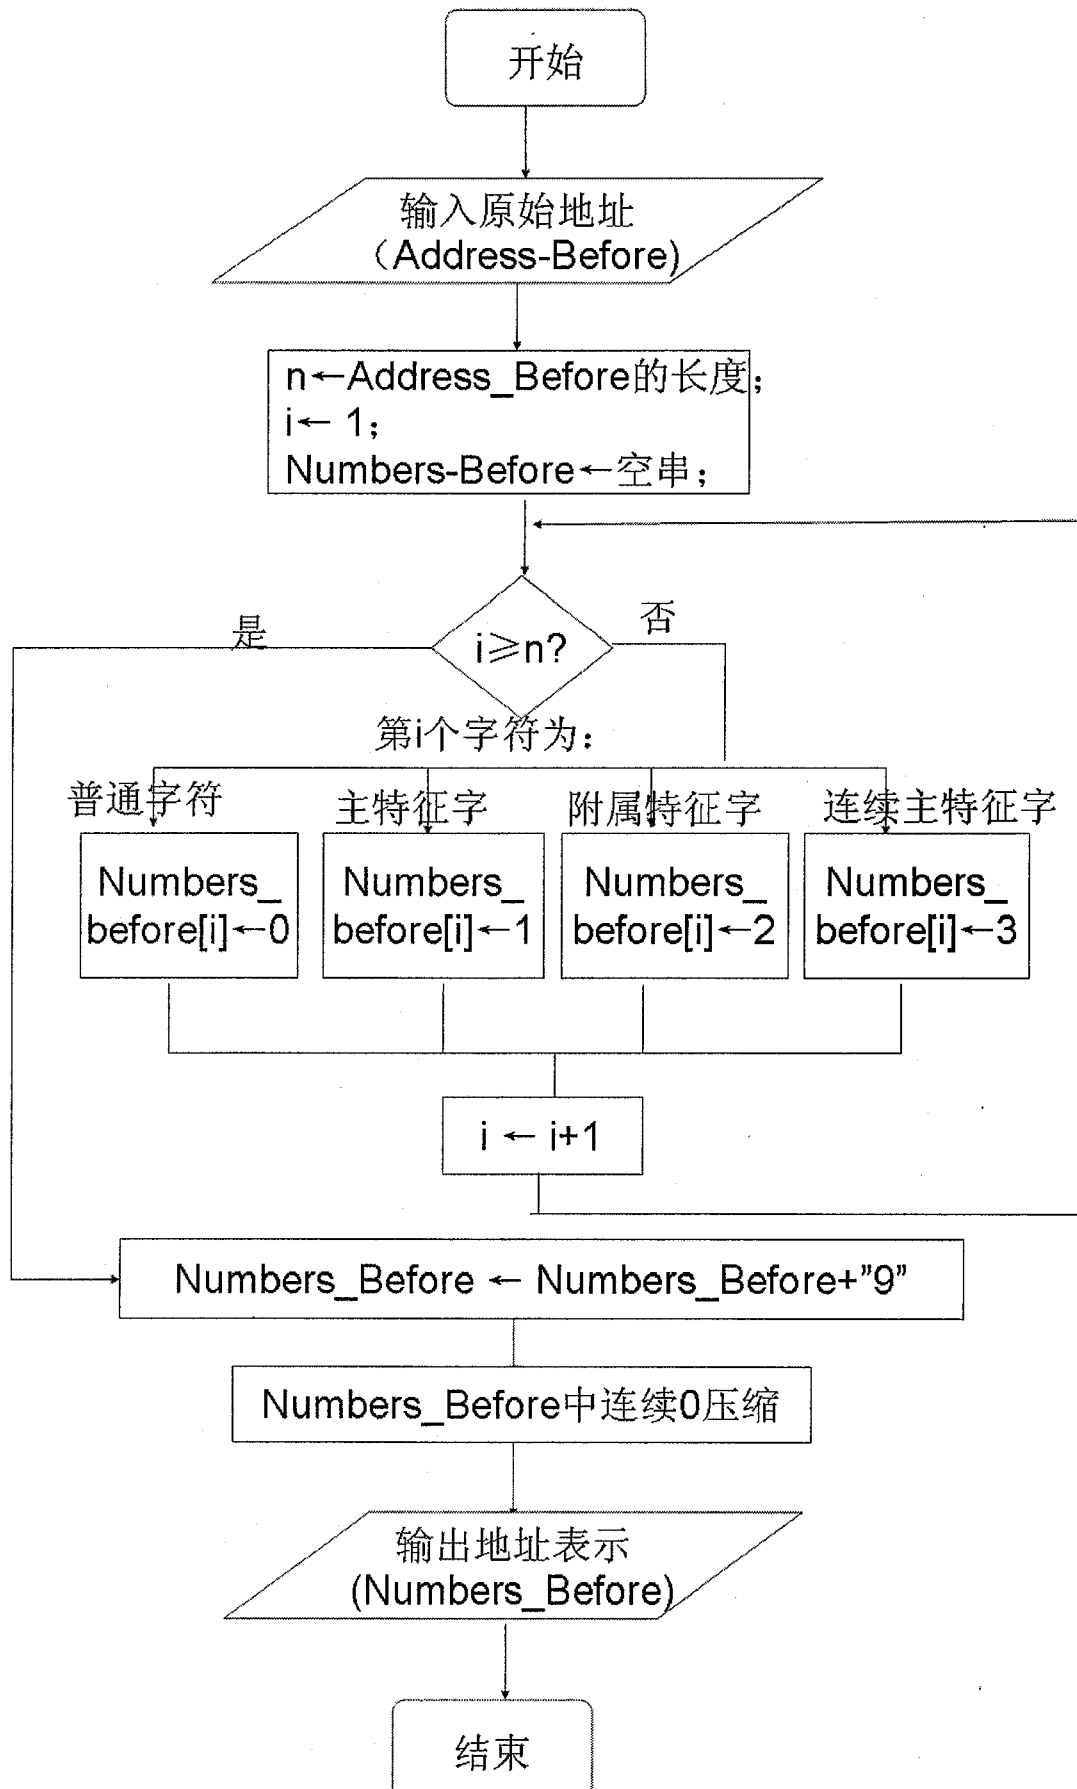 开始
输入原始地址
（Address-Before)
n←Address_Before的长度；
i← 1；
Numbers-Before←空串；
是
否
i≥n?
第i个字符为：
普通字符
主特征字
附属特征字
连续主特征字
Numbers_
before[i]←0
Numbers_
before[i]←1
Numbers_
before[i]←2
Numbers_
before[i]←3
i ← i+1
Numbers_Before ← Numbers_Before+”9”
Numbers_Before中连续0压缩
输出地址表示
(Numbers_Before)
结束